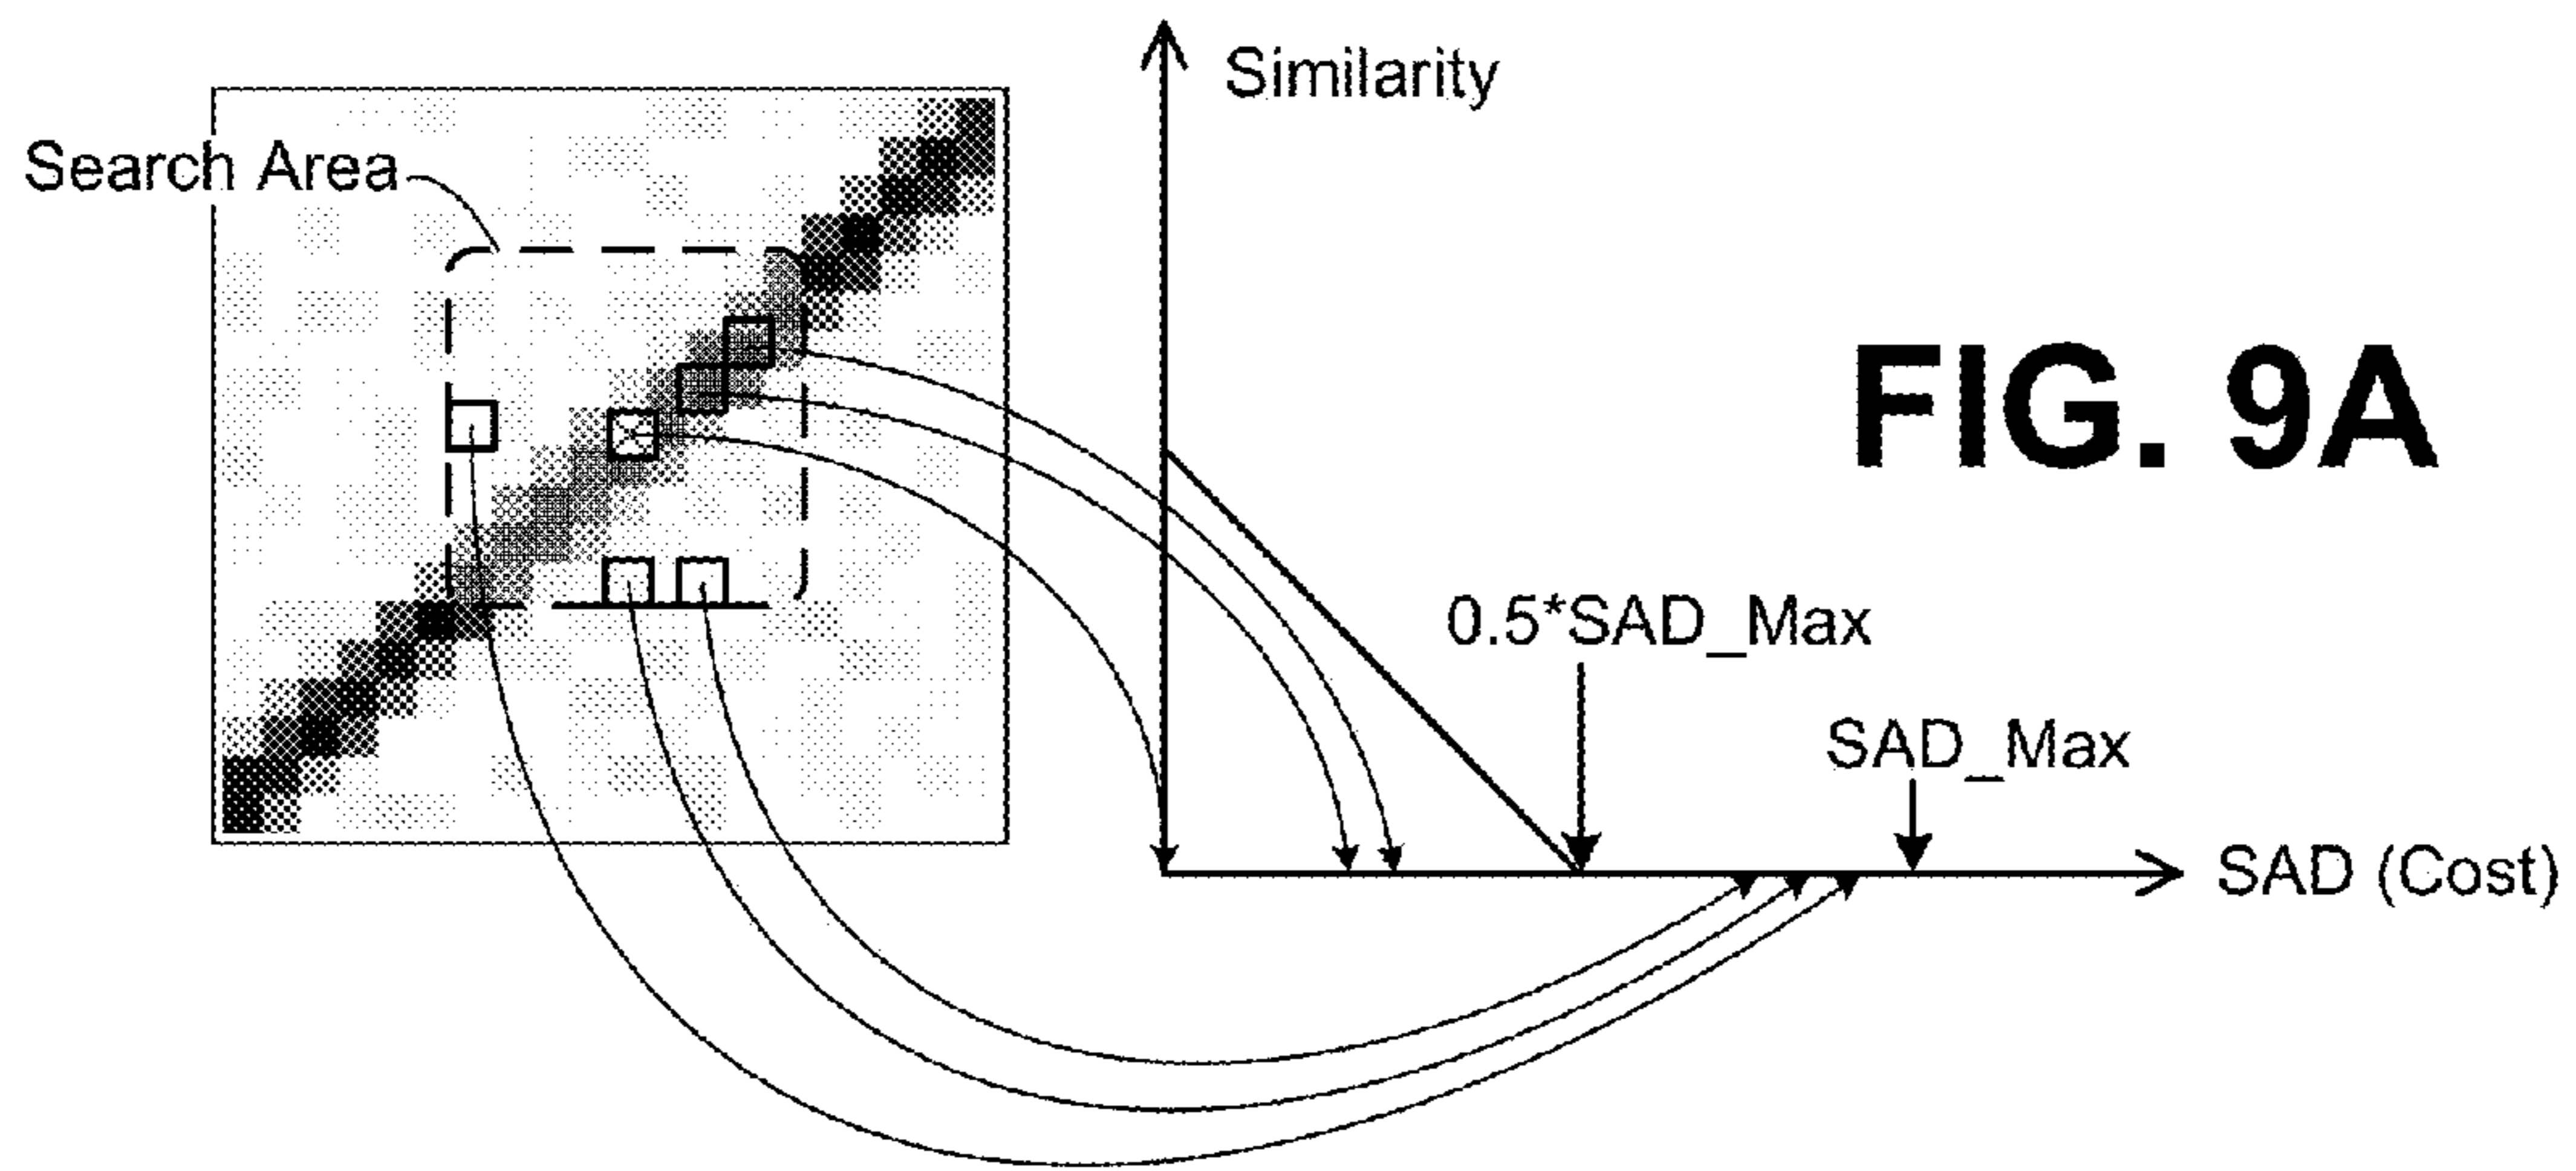 Similarity
Search Area
FIG. 9A
0.5*SAD_Max
SAD_Max
SAD (Cost)